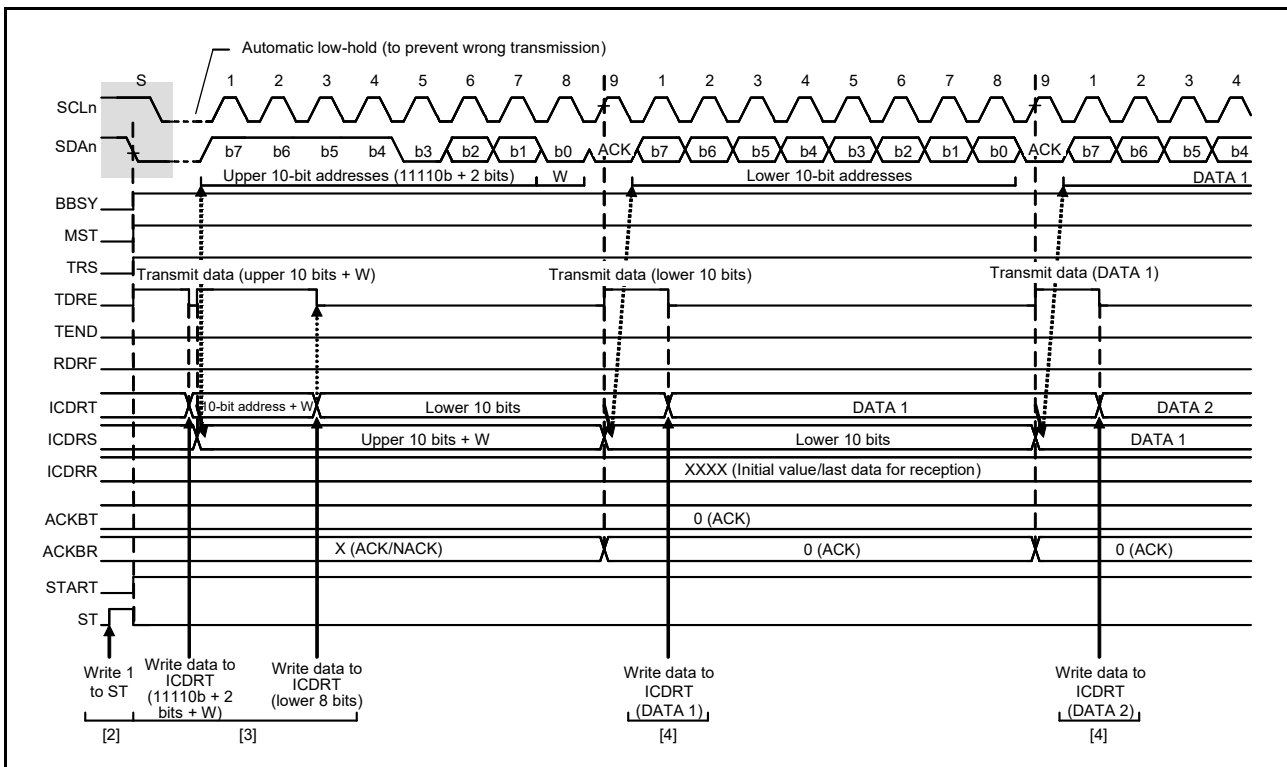 Automatic low-hold (to prevent wrong transmission)
S 1 2 3 4 5 6 7 8 9 1 2 3 4 5 6 7 8 9 1 2 3 4
SCLn
SDAn b7 b6 b5 b4 b3 b2 b1 b0 ACK b7 b6 b5 b4 b3 b2 b1 b0 ACK b7 b6 b5 b4
Upper 10-bit addresses (11110b + 2 bits) W Lower 10-bit addresses DATA 1
BBSY
MST
TRS
Transmit data (upper 10 bits + W) Transmit data (lower 10 bits) Transmit data (DATA 1)
TDRE
TEND
RDRF
ICDRT 10-bit address + W Lower 10 bits DATA 1 DATA 2
ICDRS Upper 10 bits + W Lower 10 bits DATA 1
ICDRR XXXX (Initial value/last data for reception)
ACKBT 0 (ACK)
ACKBR X (ACK/NACK) 0 (ACK) 0 (ACK)
START
ST
Write 1
to ST
Write data to
ICDRT
(11110b + 2
bits + W)
Write data to
ICDRT
(lower 8 bits)
Write data to
ICDRT
(DATA 1)
Write data to
ICDRT
(DATA 2)
[2] [3] [4] [4]